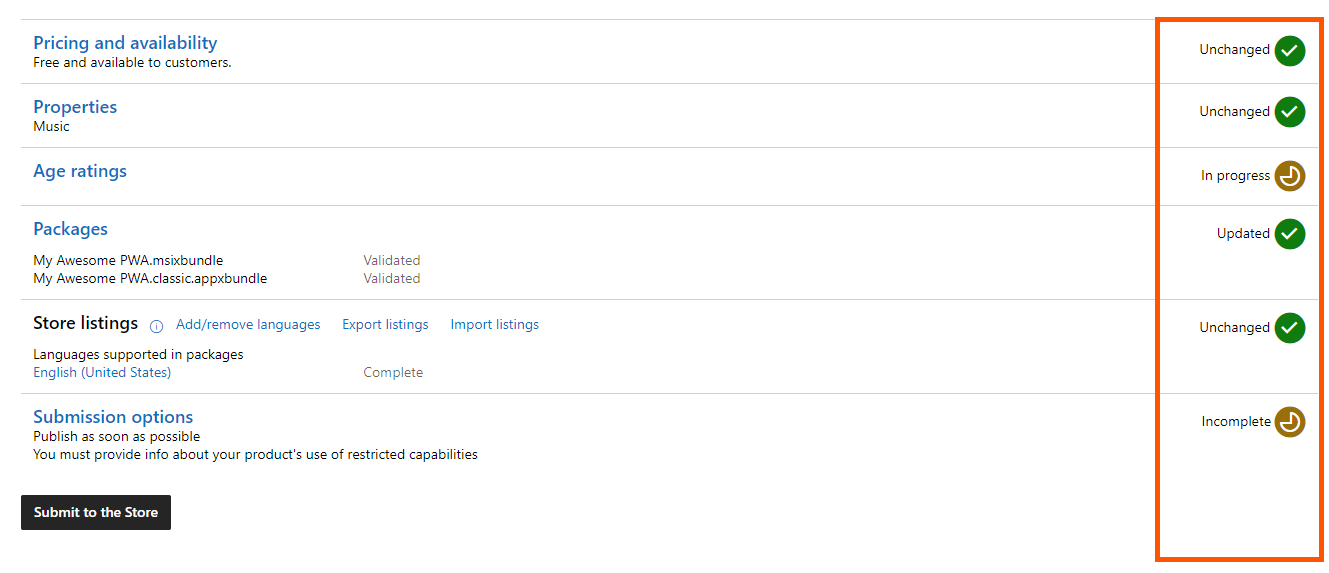 Pricing and availability
Free and available to customers.
Unchanged
Properties
Music
Unchanged
Age ratings
In progress
Packages
Updated
My Awesome PWA.msixbundle Validated
My Awesome PWA.classic.appxbundle Validated
Store listings Add/remove languages Export listings Import listings
Unchanged
Languages supported in packages
English (United States) Complete
Submission options
Incomplete
Publish as soon as possible
You must provide info about your product's use of restricted capabilities
Submit to the Store